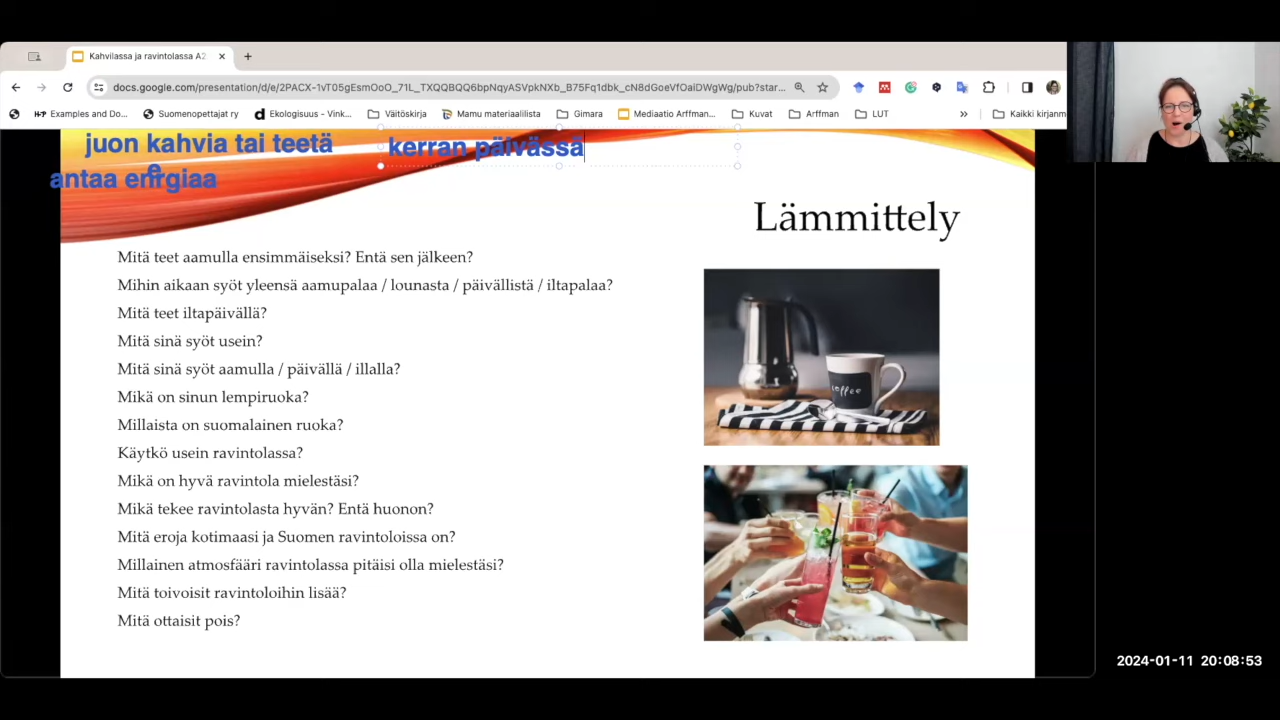 Kahvilassa ja ravintolassa A2
docs.google.com/presentation/d/e/2PACX-1vT05gEsmOoO_71L_TXQQBQQ6bpNqyASVpkNXb_B75Fq1dbk_cN8dGoeVfOaiDWgWg/pub?star...
Examples and Do... Suomenopettajat ry Ekologisuus - Vink... Väitöskirja Mamu materiaalilista Gimara Mediaatio Arffman... Kuvat Arffman LUT » Kaikki kirjanm
juon kahvia tai teetä kerran päivässä
e
antaa enrgiaa
Lämmittely
Mitä teet aamulla ensimmäiseksi? Entä sen jälkeen?
Mihin aikaan syöt yleensä aamupalaa / lounasta / päivällistä / iltapalaa?
Mitä teet iltapäivällä?
Mitä sinä syöt usein?
Mitä sinä syöt aamulla / päivällä / illalla?
Mikä on sinun lempiruoka?
Millaista on suomalainen ruoka?
Käytkö usein ravintolassa?
Mikä on hyvä ravintola mielestäsi?
Mikä tekee ravintolasta hyvän? Entä huonon?
Mitä eroja kotimaasi ja Suomen ravintoloissa on?
Millainen atmosfääri ravintolassa pitäisi olla mielestäsi?
Mitä toivoisit ravintoloihin lisää?
Mitä ottaisit pois?
coffee
2024-01-11 20:08:53